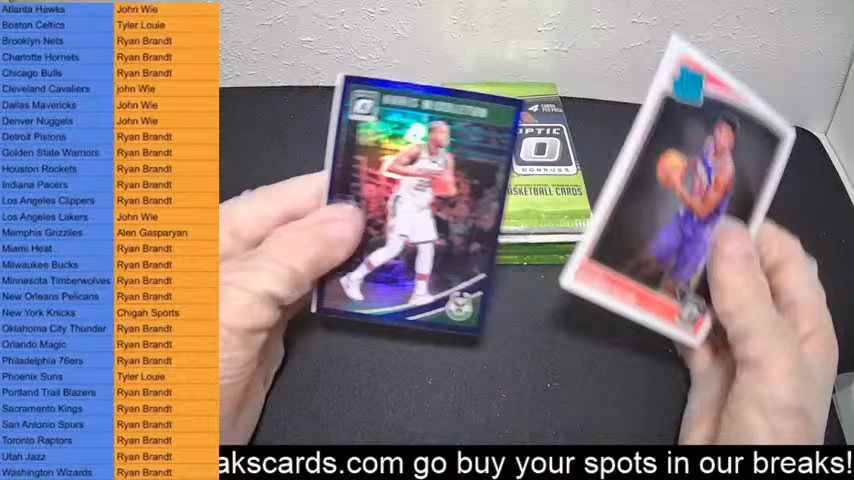 Atlanta Hawks John Wie
Boston Celtics Tyler Louie
Brooklyn Nets Ryan Brandt
Charlotte Hornets Ryan Brandt
Chicago Bulls Ryan Brandt
Cleveland Cavaliers john Wie
Dallas Mavericks John Wie
Denver Nuggets John Wie
Detroit Pistons Ryan Brandt
Golden State Warriors Ryan Brandt
Houston Rockets Ryan Brandt
Indiana Pacers Ryan Brandt
Los Angeles Clippers Ryan Brandt
Los Angeles Lakers John Wie
Memphis Grizzlies Alen Gasparyan
Miami Heat Ryan Brandt
Milwaukee Bucks Ryan Brandt
Minnesota Timberwolves Ryan Brandt
New Orleans Pelicans Ryan Brandt
New York Knicks Chigah Sports
Oklahoma City Thunder Ryan Brandt
Orlando Magic Ryan Brandt
Philadelphia 76ers Ryan Brandt
Phoenix Suns Tyler Louie
Portland Trail Blazers Ryan Brandt
Sacramento Kings Ryan Brandt
San Antonio Spurs Ryan Brandt
Toronto Raptors Ryan Brandt
Utah Jazz Ryan Brandt
Washington Wizards Ryan Brandt
4 CARDS PER PACK
OPTIC
DONRUSS
BASKETBALL CARDS
akscards.com go buy your spots in our breaks!